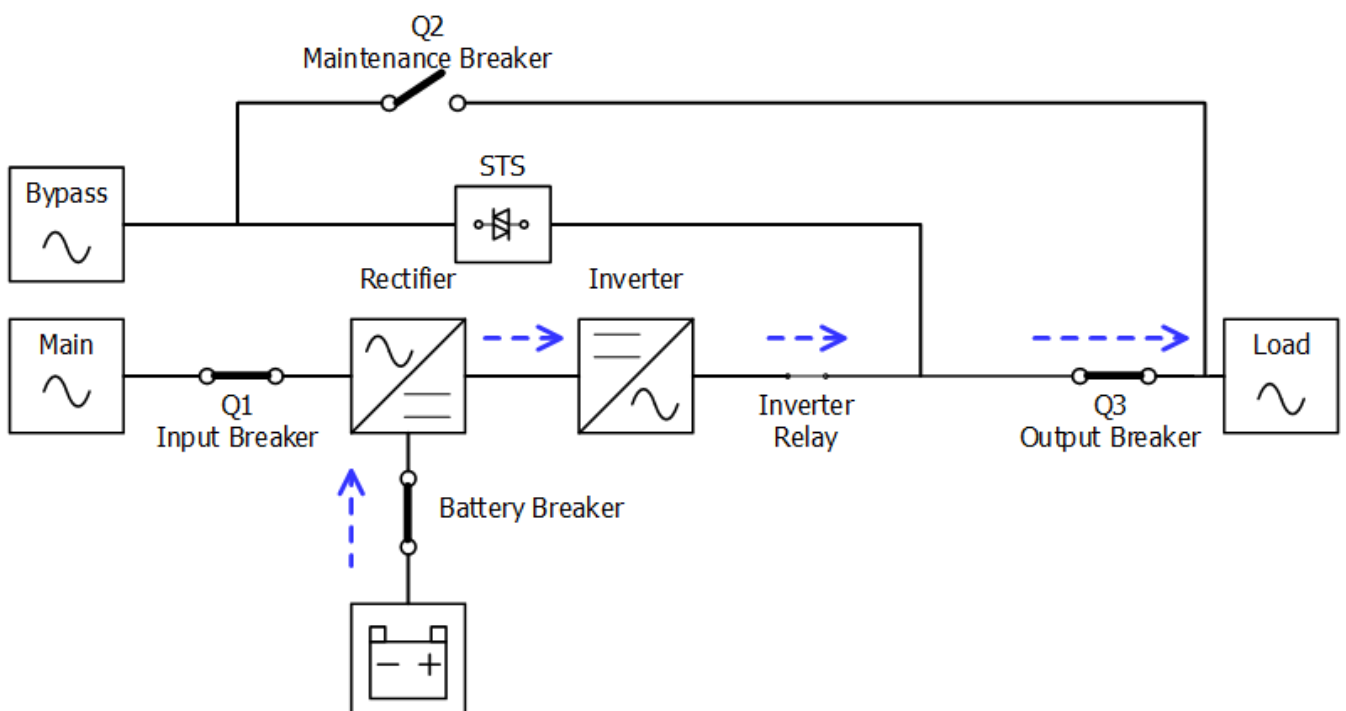 Q2
Maintenance Breaker
STS
Bypass
Rectifier
Inverter
Main
Load
Q1
Input Breaker
Inverter
Relay
Q3
Output Breaker
Battery Breaker